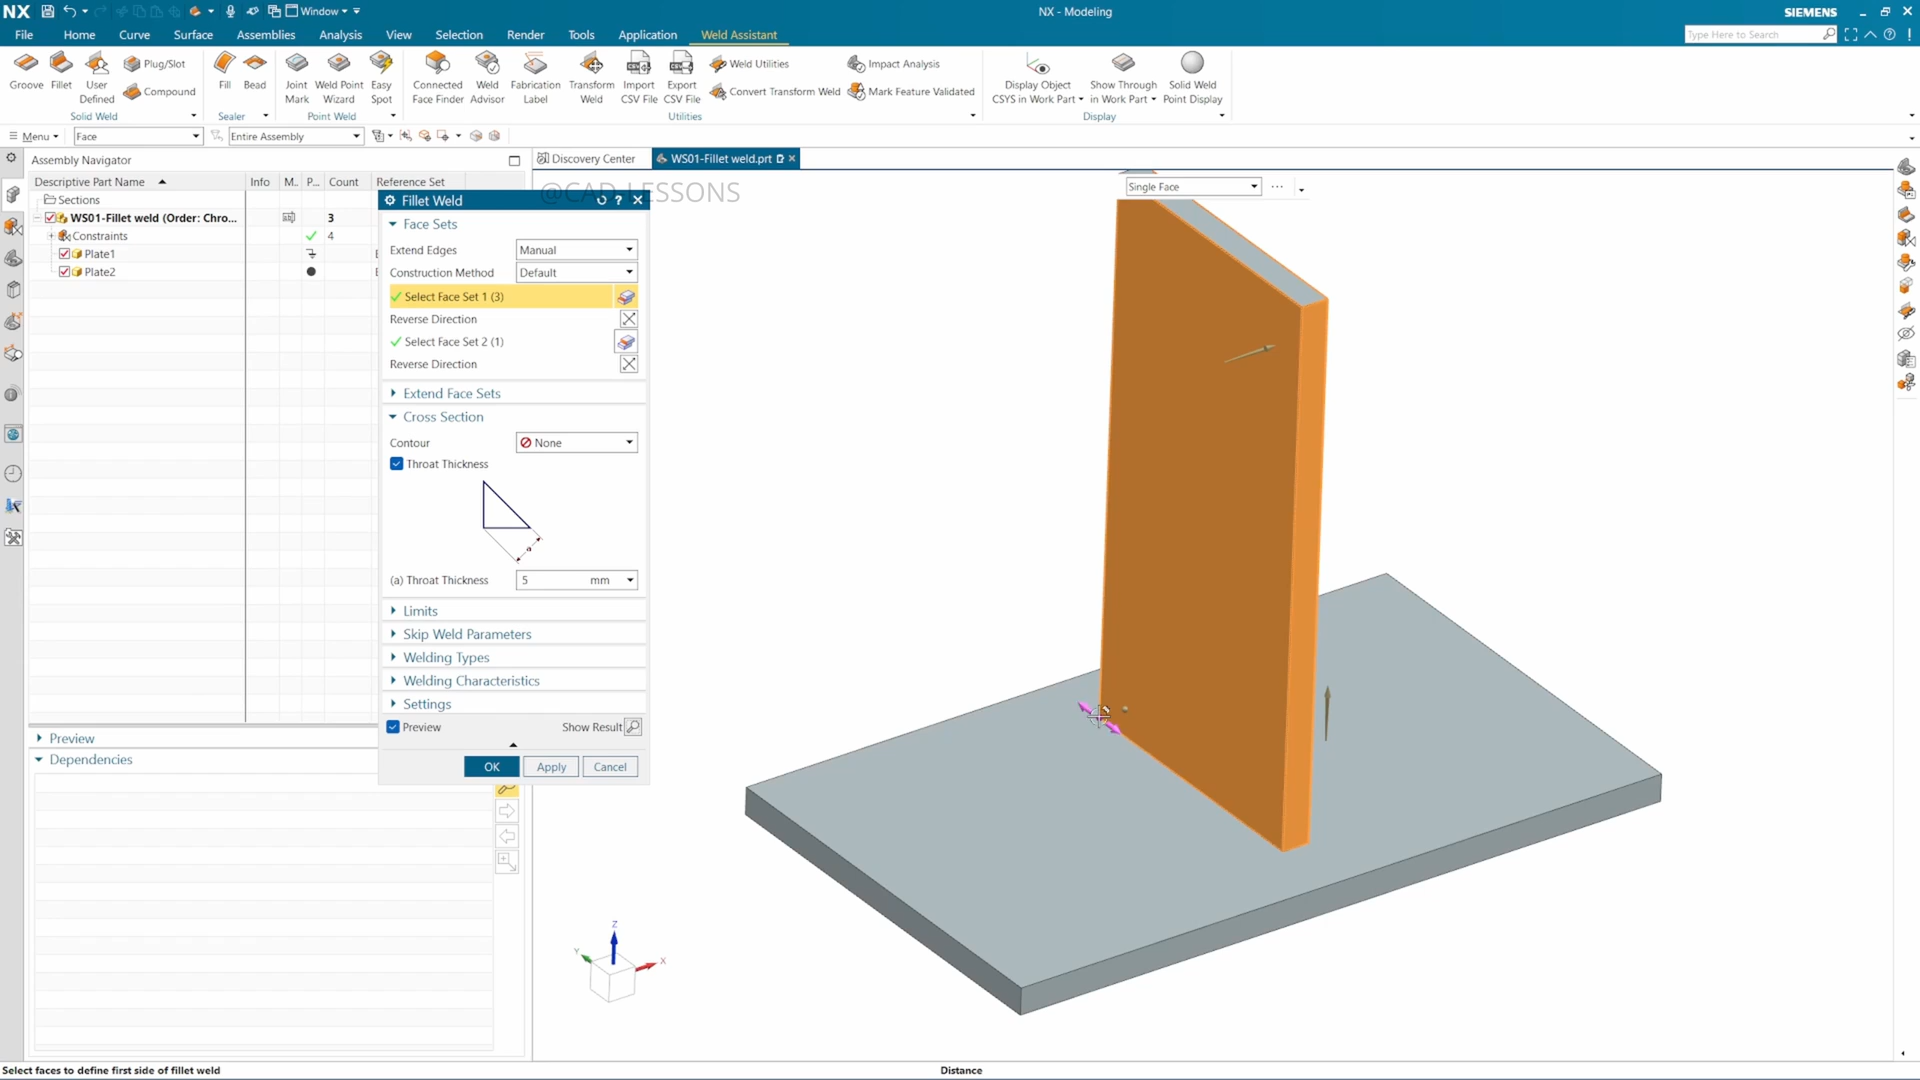 NX
Window
NX - Modeling
SIEMENS
File Home Curve Surface Assemblies Analysis View Selection Render Tools Application Weld Assistant
Type Here to Search
Groove
Fillet
User Defined
Plug/Slot
Compound
Solid Weld
Fill
Bead
Sealer
Joint Mark
Weld Point Wizard
Easy Spot
Point Weld
Connected Face Finder
Weld Advisor
Fabrication Label
Transform Weld
Import CSV File
Export CSV File
Weld Utilities
Convert Transform Weld
Impact Analysis
Mark Feature Validated
Utilities
Display Object CSYS in Work Part
Show Through in Work Part
Solid Weld Point Display
Display
Menu
Face
Entire Assembly
Assembly Navigator
Descriptive Part Name Info M.. P... Count Reference Set
Sections
WS01-Fillet weld (Order: Chro... 3
Constraints 4
Plate1
Plate2
Preview
Dependencies
Discovery Center
WS01-Fillet weld.prt
@CAD LESSONS
Single Face
Fillet Weld
Face Sets
Extend Edges Manual
Construction Method Default
Select Face Set 1 (3)
Reverse Direction
Select Face Set 2 (1)
Reverse Direction
Extend Face Sets
Cross Section
Contour None
Throat Thickness
a
(a) Throat Thickness 5 mm
Limits
Skip Weld Parameters
Welding Types
Welding Characteristics
Settings
Preview Show Result
OK Apply Cancel
Z
Y
X
Select faces to define first side of fillet weld
Distance